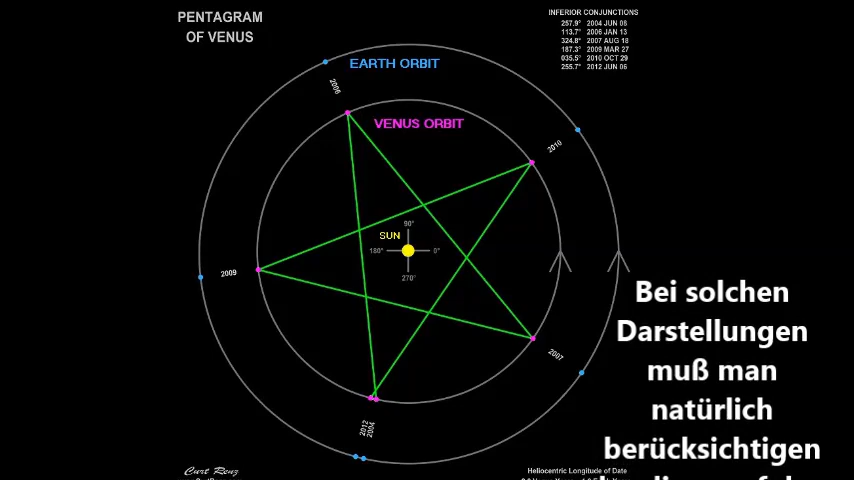 PENTAGRAM
OF VENUS
INFERIOR CONJUNCTIONS
257.9° 2004 JUN 08
113.7° 2006 JAN 13
324.8° 2007 AUG 18
187.3° 2009 MAR 27
035.5° 2010 OCT 29
255.7° 2012 JUN 06
EARTH ORBIT
2006
VENUS ORBIT
2010
SUN
90°
180°
0°
270°
2009
2007
2012
2004
Bei solchen
Darstellungen
muß man
natürlich
berücksichtigen
Curt Renz
Heliocentric Longitude of Date